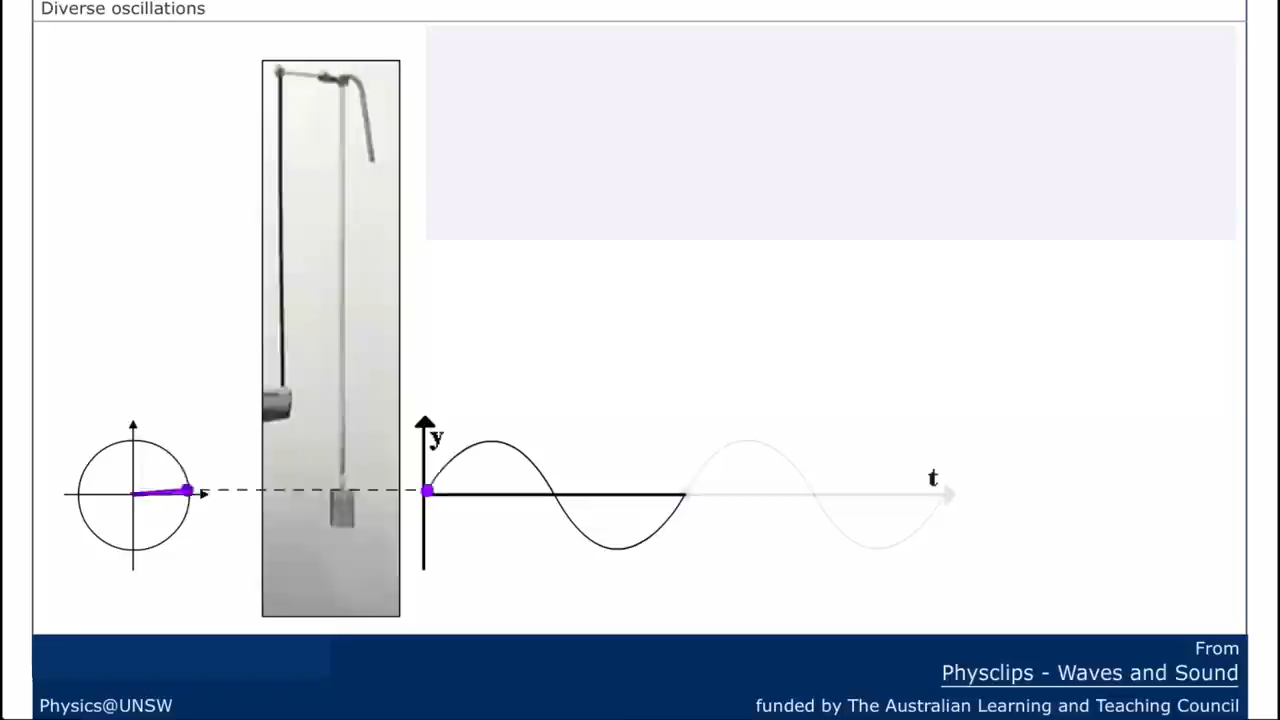 Diverse oscillations
y
t
From
Physclips - Waves and Sound
Physics@UNSW
funded by The Australian Learning and Teaching Council